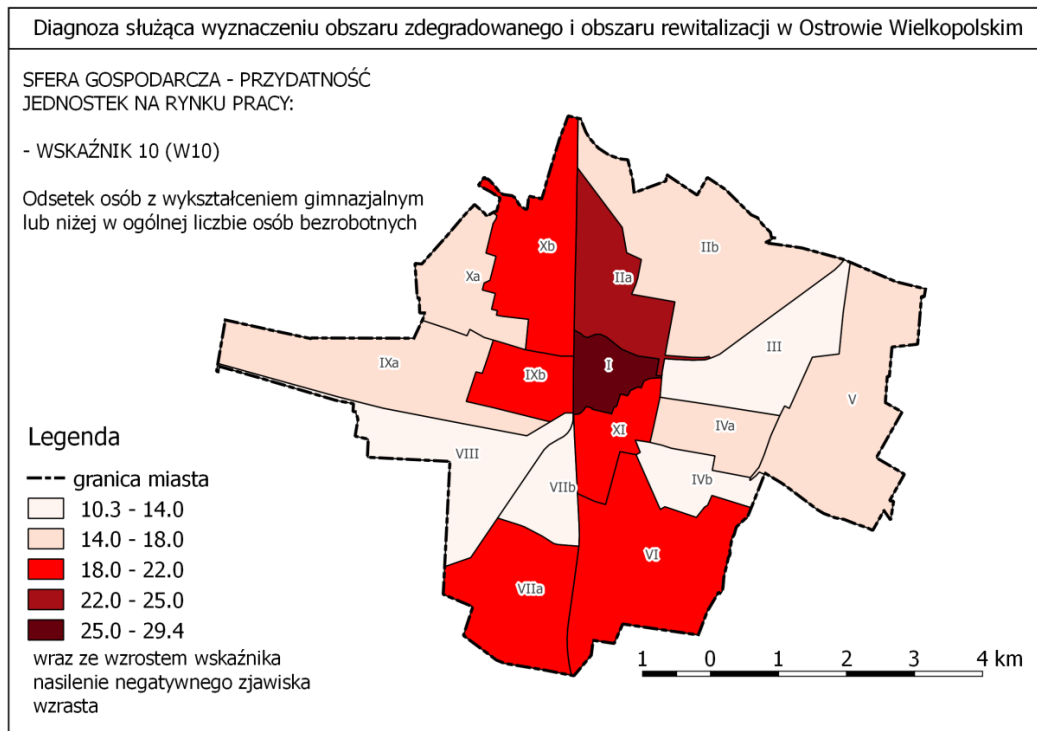 Diagnoza służąca wyznaczeniu obszaru zdegradowanego i obszaru rewitalizacji w Ostrowie Wielkopolskim
SFERA GOSPODARCZA - PRZYDATNOŚĆ
JEDNOSTEK NA RYNKU PRACY:
- WSKAŹNIK 10 (W10)
Odsetek osób z wykształceniem gimnazjalnym
lub niżej w ogólnej liczbie osób bezrobotnych
Xb
IIb
Xa
IIa
III
IXa
IXb
I
V
XI
IVa
VIII
VIIb
IVb
VI
VIIa
Legenda
granica miasta
10.3 - 14.0
14.0 - 18.0
18.0 - 22.0
22.0 - 25.0
25.0 - 29.4
wraz ze wzrostem wskaźnika
nasilenie negatywnego zjawiska
wzrasta
1 0 1 2 3 4 km